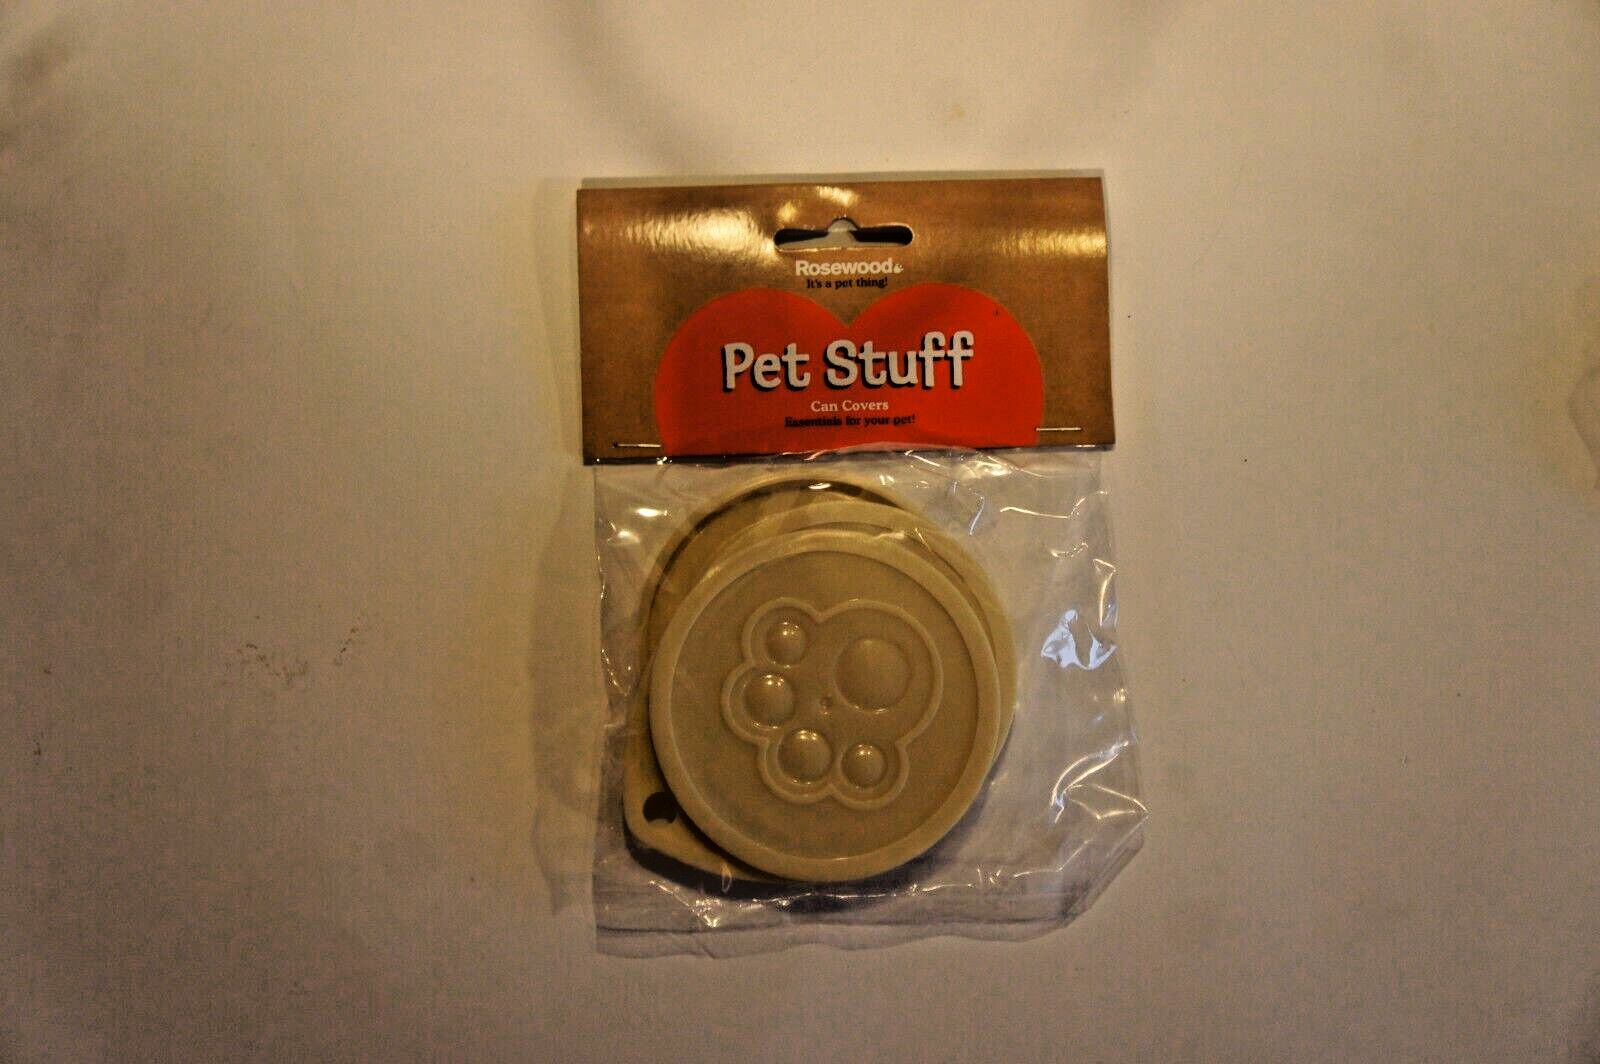 Rosewood
It's a pet thing!
Pet Stuff
Can Covers
Essentials for your pet!